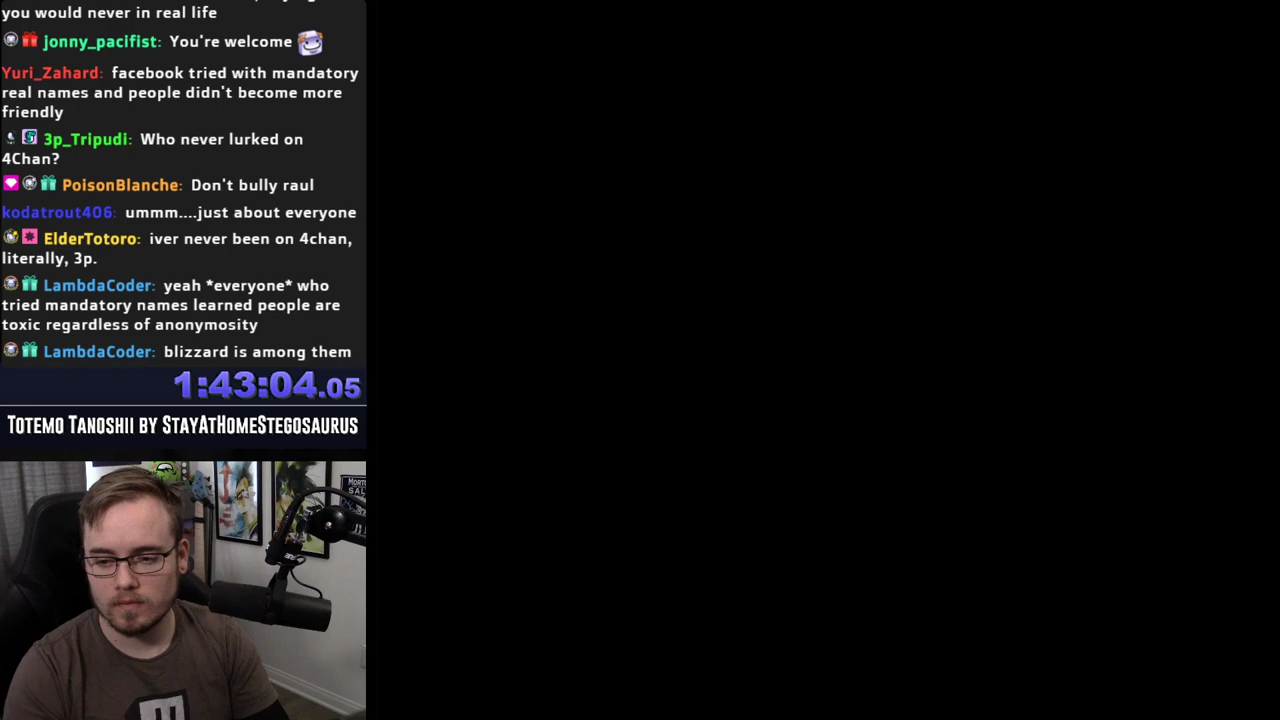 you would never in real life
jonny_pacifist: You're welcome
Yuri_Zahard: facebook tried with mandatory
real names and people didn't become more
friendly
3p_Tripudi: Who never lurked on
4Chan?
PoisonBlanche: Don't bully raul
kodatrout406: ummm....just about everyone
ElderTotoro: iver never been on 4chan,
literally, 3p.
LambdaCoder: yeah *everyone* who
tried mandatory names learned people are
toxic regardless of anonymosity
LambdaCoder: blizzard is among them
1:43:04.05
TOTEMO TANOSHII BY STAYATHOMESTEGOSAURUS